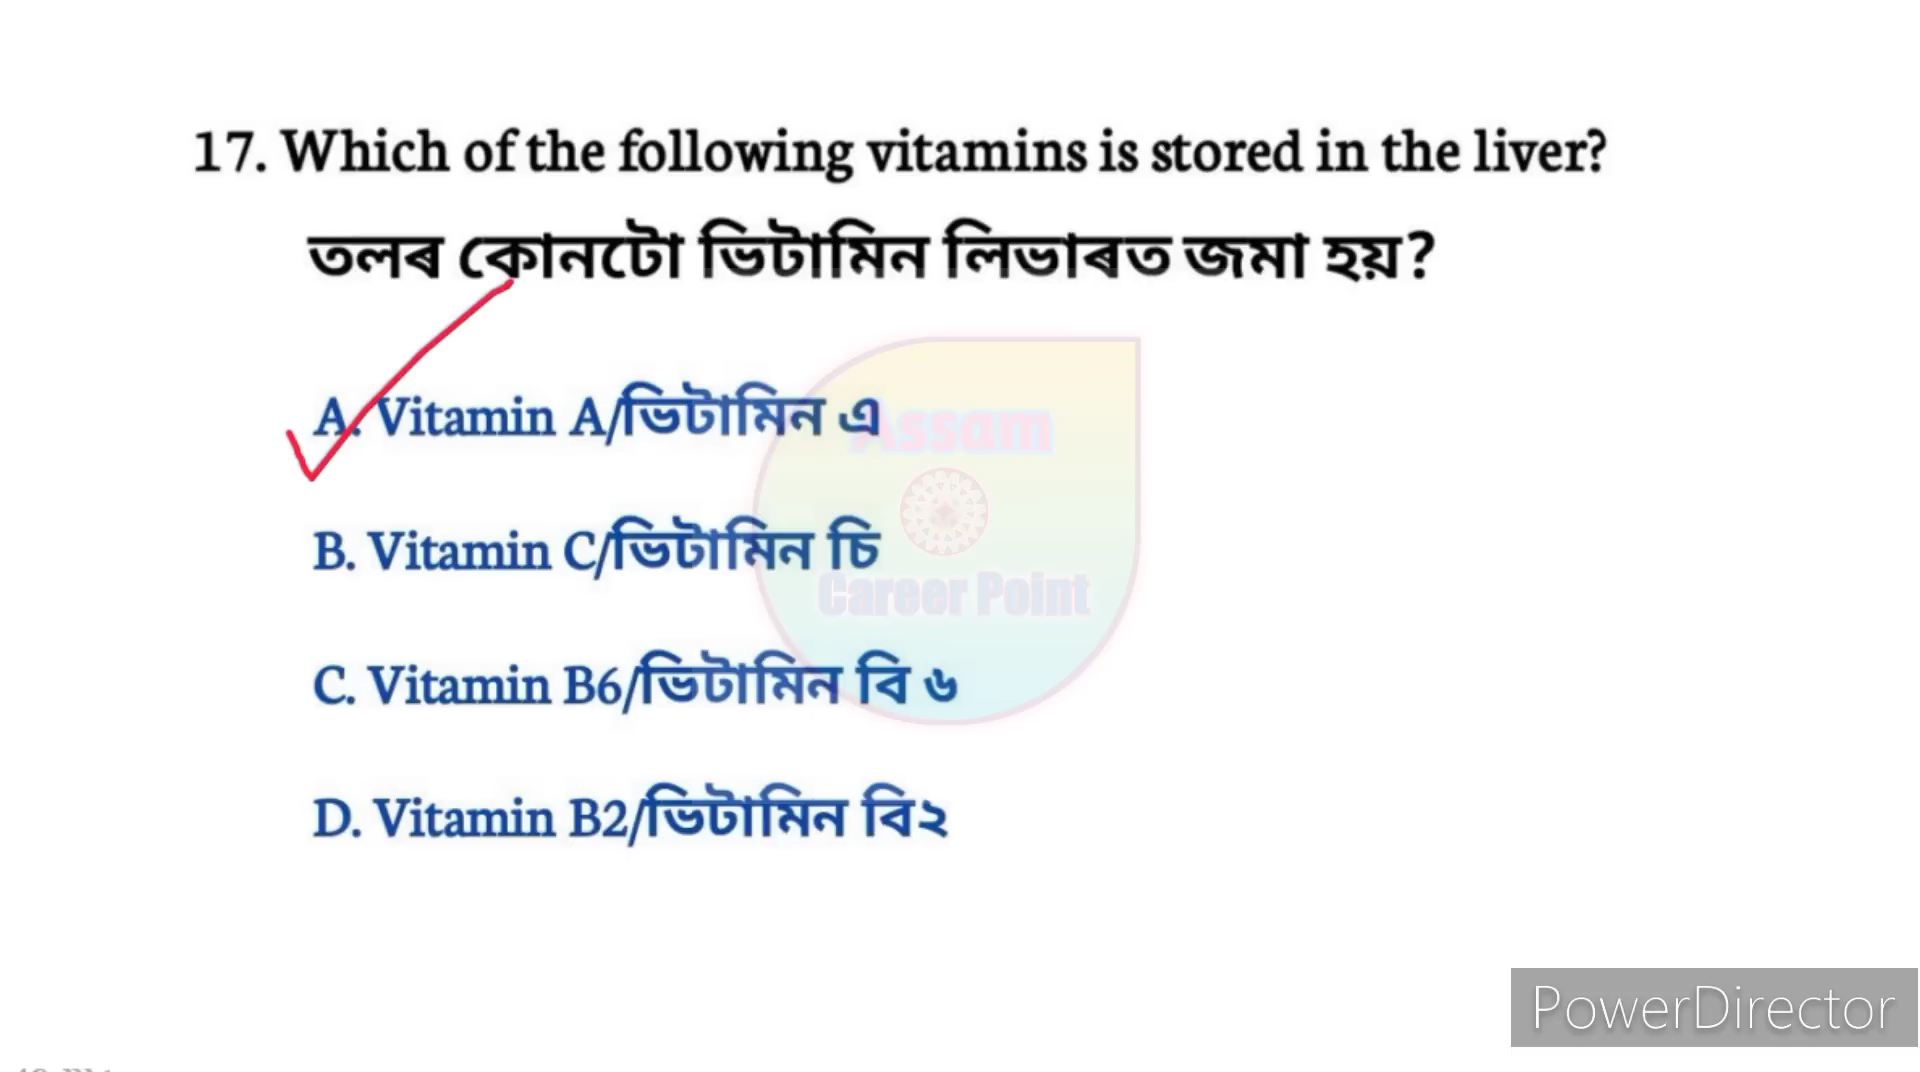 17. Which of the following vitamins is stored in the liver?
তলৰ কোনটো ভিটামিন লিভাৰত জমা হয়?
A. Vitamin A/ভিটামিন এ
B. Vitamin C/ভিটামিন চি
C. Vitamin B6/ভিটামিন বি ৬
D. Vitamin B2/ভিটামিন বি২
Assam
Career Point
PowerDirector